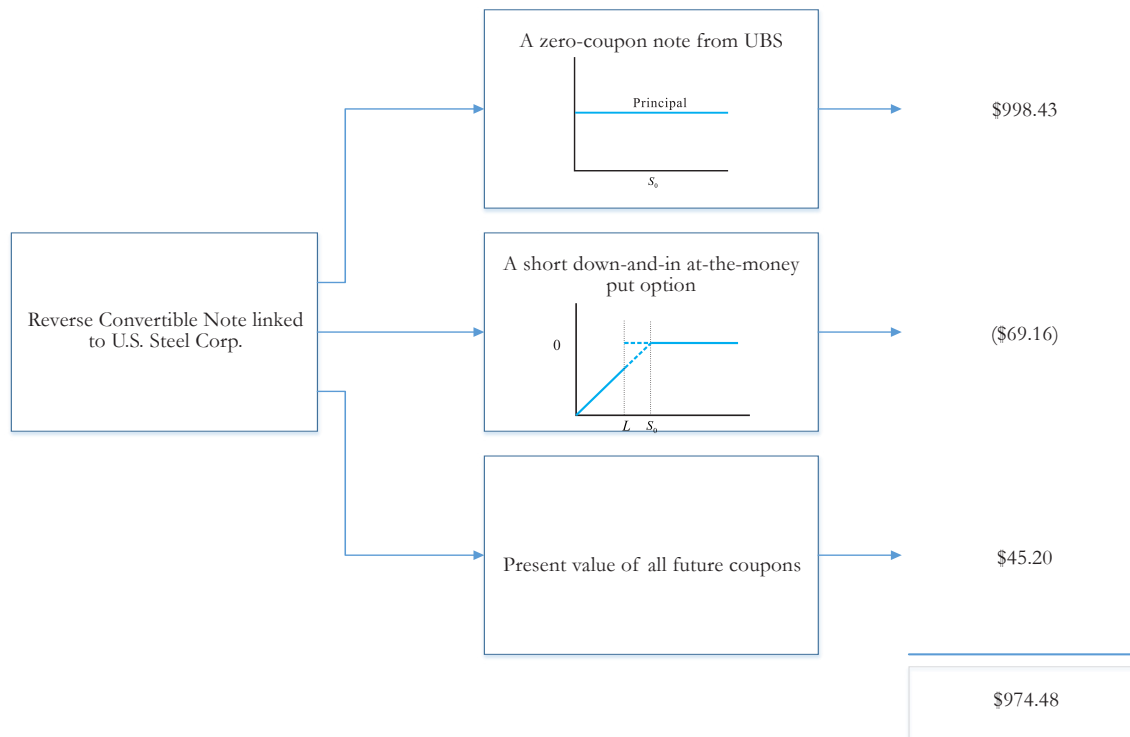 A zero-coupon note from UBS
Principal
S₀
$998.43
Reverse Convertible Note linked
to U.S. Steel Corp.
A short down-and-in at-the-money
put option
0
L S₀
($69.16)
Present value of all future coupons
$45.20
$974.48